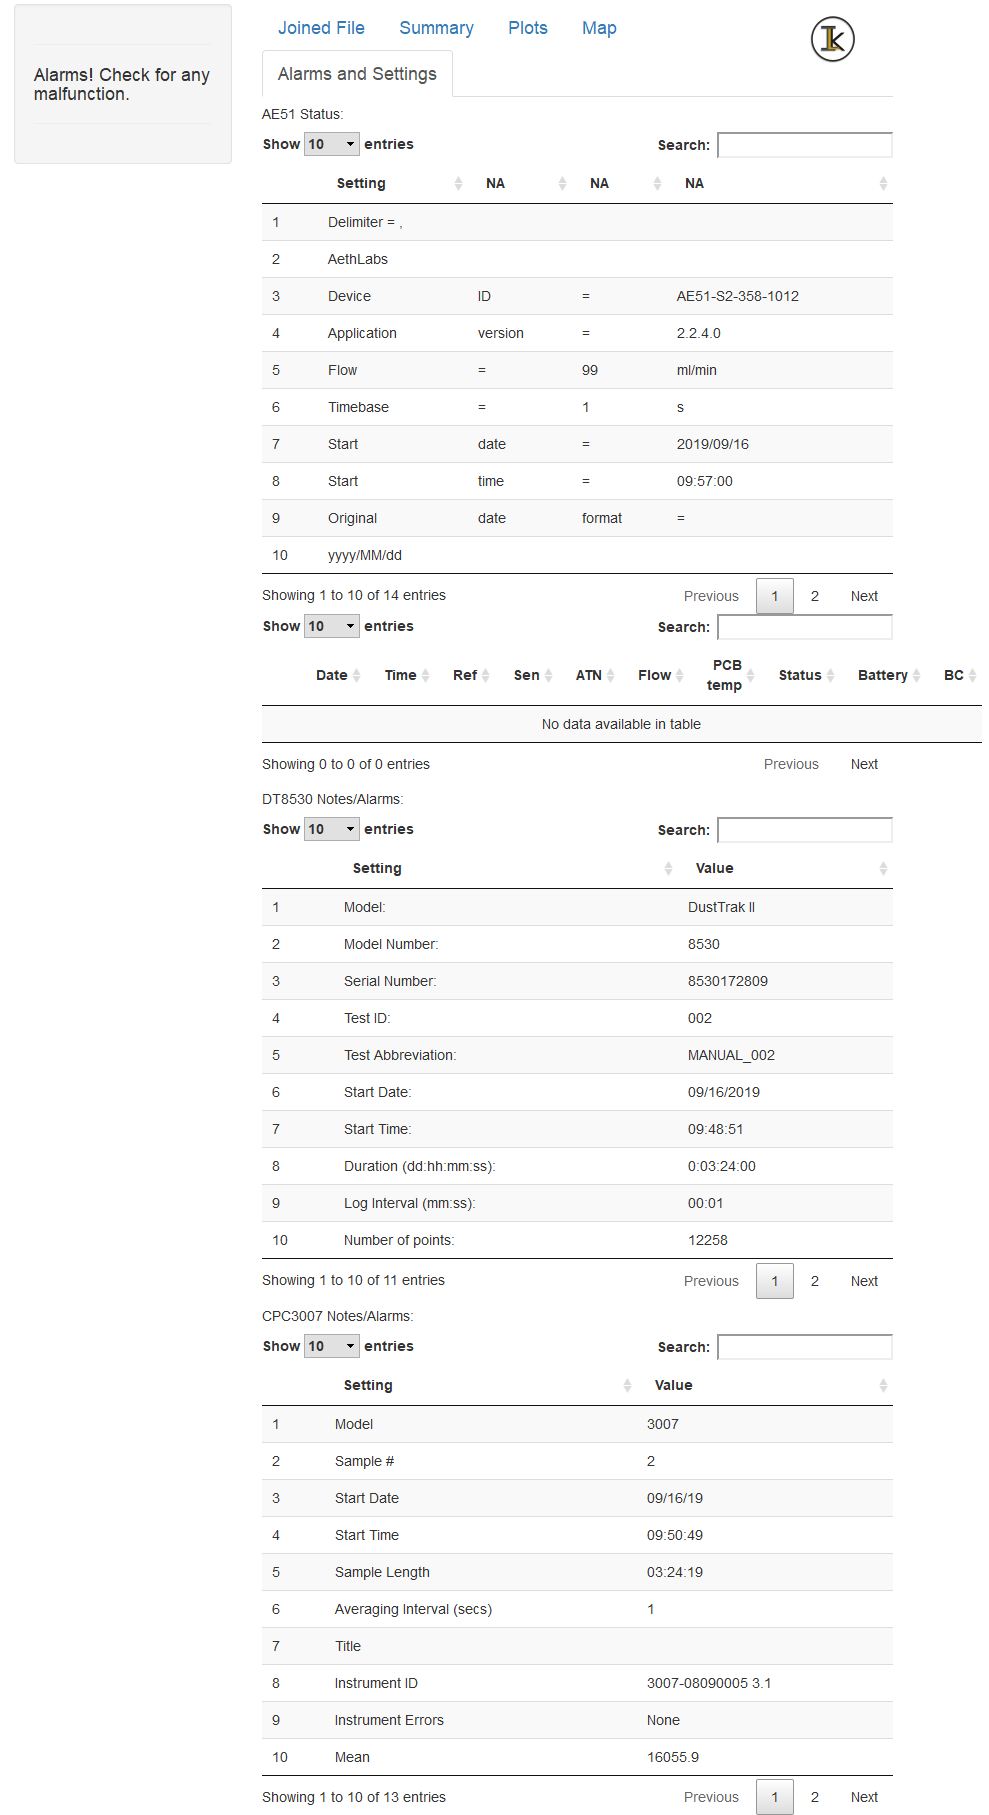 Joined File Summary Plots Map
Alarms! Check for any
malfunction.
Alarms and Settings
AE51 Status:
Show 10 entries Search:
Setting NA NA NA
1 Delimiter = ,
2 AethLabs
3 Device ID = AE51-S2-358-1012
4 Application version = 2.2.4.0
5 Flow = 99 ml/min
6 Timebase = 1 s
7 Start date = 2019/09/16
8 Start time = 09:57:00
9 Original date format =
10 yyyy/MM/dd
Showing 1 to 10 of 14 entries Previous 1 2 Next
Show 10 entries Search:
Date Time Ref Sen ATN Flow PCB temp Status Battery BC
No data available in table
Showing 0 to 0 of 0 entries Previous Next
DT8530 Notes/Alarms:
Show 10 entries Search:
Setting Value
1 Model: DustTrak II
2 Model Number: 8530
3 Serial Number: 8530172809
4 Test ID: 002
5 Test Abbreviation: MANUAL_002
6 Start Date: 09/16/2019
7 Start Time: 09:48:51
8 Duration (dd:hh:mm:ss): 0:03:24:00
9 Log Interval (mm:ss): 00:01
10 Number of points: 12258
Showing 1 to 10 of 11 entries Previous 1 2 Next
CPC3007 Notes/Alarms:
Show 10 entries Search:
Setting Value
1 Model 3007
2 Sample # 2
3 Start Date 09/16/19
4 Start Time 09:50:49
5 Sample Length 03:24:19
6 Averaging Interval (secs) 1
7 Title
8 Instrument ID 3007-08090005 3.1
9 Instrument Errors None
10 Mean 16055.9
Showing 1 to 10 of 13 entries Previous 1 2 Next